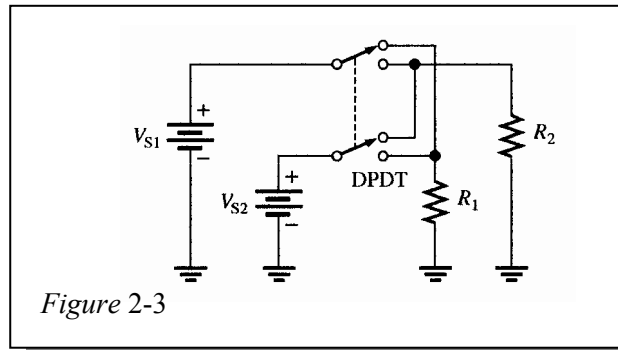 +
V_S1
−
+
V_S2
−
DPDT
R_1
R_2
Figure 2-3